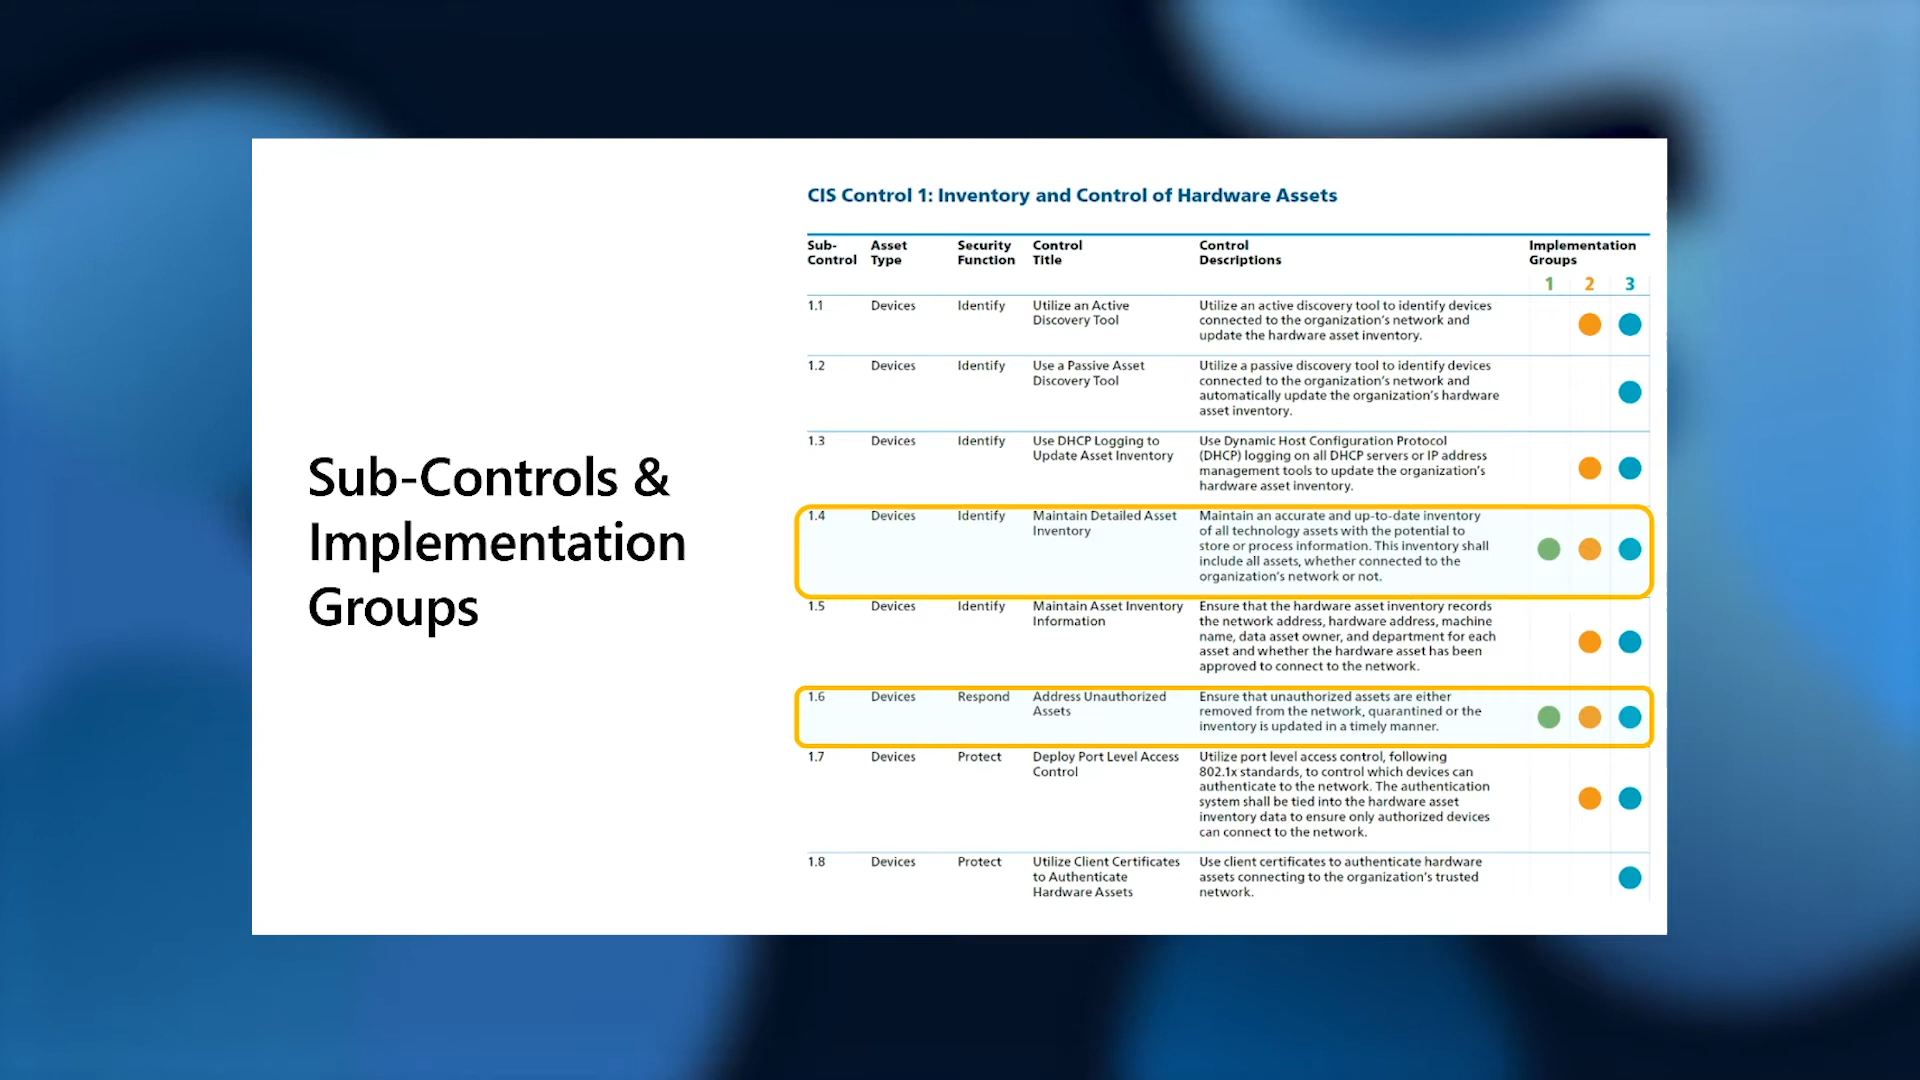 Sub-Controls &
Implementation
Groups
CIS Control 1: Inventory and Control of Hardware Assets
Sub-
Control
Asset
Type
Security
Function
Control
Title
Control
Descriptions
Implementation
Groups
1 2 3
1.1 Devices Identify Utilize an Active Utilize an active discovery tool to identify devices
Discovery Tool connected to the organization's network and
update the hardware asset inventory.
1.2 Devices Identify Use a Passive Asset Utilize a passive discovery tool to identify devices
Discovery Tool connected to the organization's network and
automatically update the organization's hardware
asset inventory.
1.3 Devices Identify Use DHCP Logging to Use Dynamic Host Configuration Protocol
Update Asset Inventory (DHCP) logging on all DHCP servers or IP address
management tools to update the organization's
hardware asset inventory.
1.4 Devices Identify Maintain Detailed Asset Maintain an accurate and up-to-date inventory
Inventory of all technology assets with the potential to
store or process information. This inventory shall
include all assets, whether connected to the
organization's network or not.
1.5 Devices Identify Maintain Asset Inventory Ensure that the hardware asset inventory records
Information the network address, hardware address, machine
name, data asset owner, and department for each
asset and whether the hardware asset has been
approved to connect to the network.
1.6 Devices Respond Address Unauthorized Ensure that unauthorized assets are either
Assets removed from the network, quarantined or the
inventory is updated in a timely manner.
1.7 Devices Protect Deploy Port Level Access Utilize port level access control, following
Control 802.1x standards, to control which devices can
authenticate to the network. The authentication
system shall be tied into the hardware asset
inventory data to ensure only authorized devices
can connect to the network.
1.8 Devices Protect Utilize Client Certificates Use client certificates to authenticate hardware
to Authenticate assets connecting to the organization's trusted
Hardware Assets network.